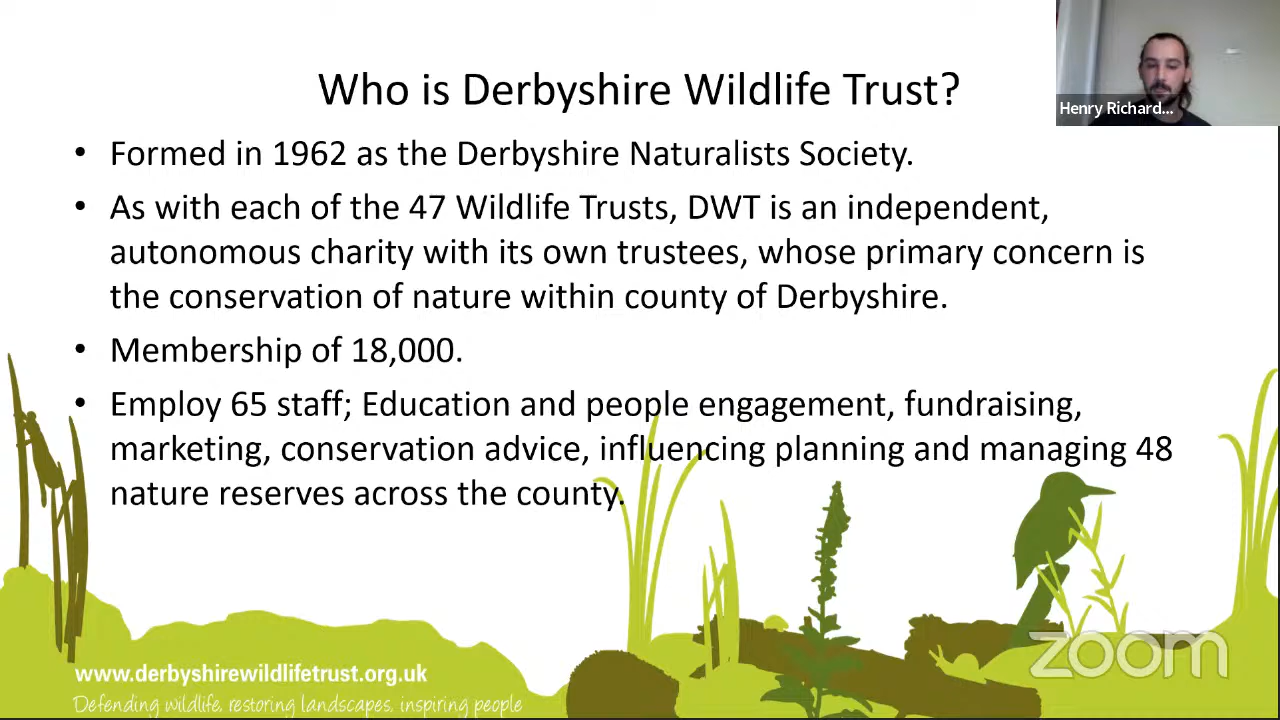 Who is Derbyshire Wildlife Trust?
Henry Richard...
• Formed in 1962 as the Derbyshire Naturalists Society.
• As with each of the 47 Wildlife Trusts, DWT is an independent,
autonomous charity with its own trustees, whose primary concern is
the conservation of nature within county of Derbyshire.
• Membership of 18,000.
• Employ 65 staff; Education and people engagement, fundraising,
marketing, conservation advice, influencing planning and managing 48
nature reserves across the county.
zoom
www.derbyshirewildlifetrust.org.uk
Defending wildlife, restoring landscapes, inspiring people